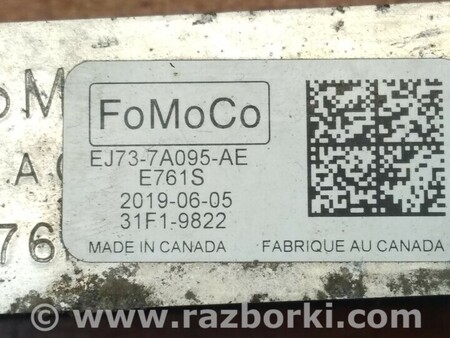 FoMoCo
EJ73-7A095-AE
E761S
2019-06-05
31F1-9822
MADE IN CANADA FABRIQUE AU CANADA
76
www.razborki.com